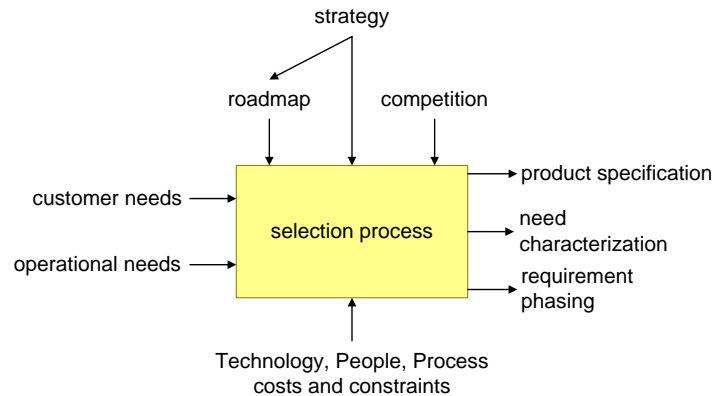 strategy
roadmap
competition
customer needs
operational needs
selection process
product specification
need
characterization
requirement
phasing
Technology, People, Process
costs and constraints